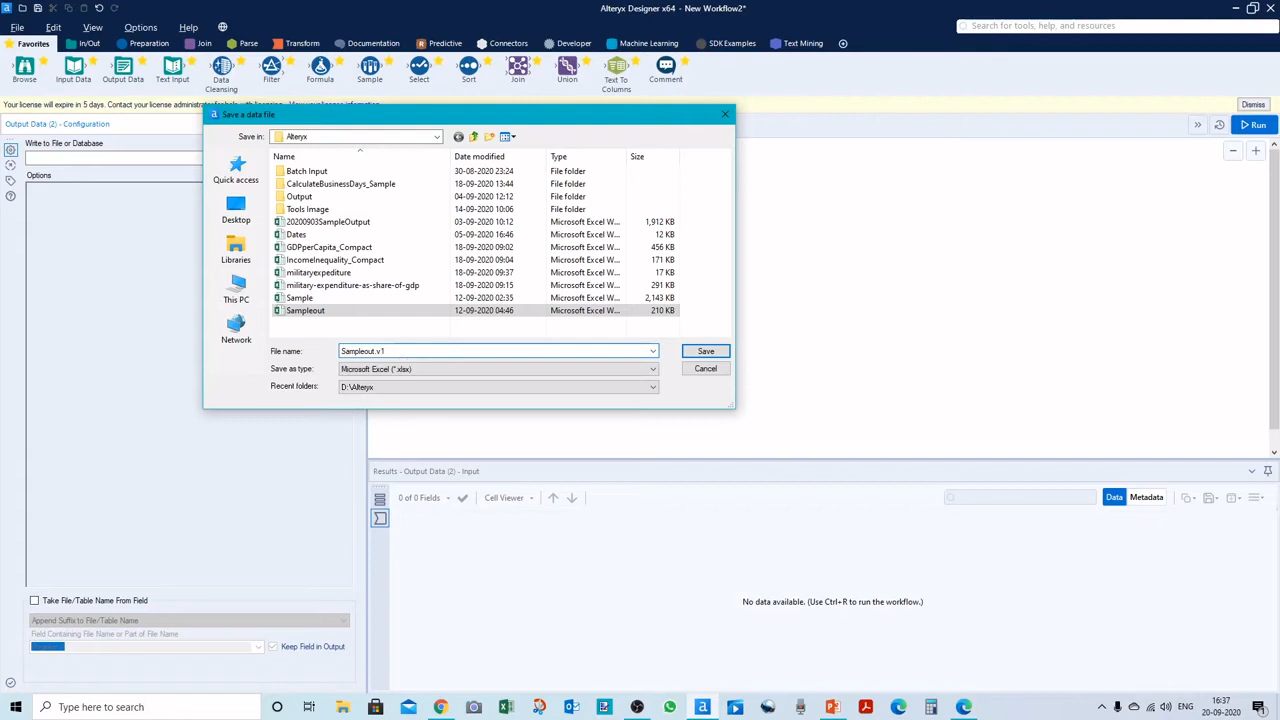 Alteryx Designer x64 - New Workflow2*
File Edit View Options Help
Search for tools, help, and resources
Favorites In/Out Preparation Join Parse Transform Documentation Predictive Connectors Developer Machine Learning SDK Examples Text Mining
Browse Input Data Output Data Text Input Data Cleansing Filter Formula Sample Select Sort Join Union Text To Columns Comment
Your license will expire in 5 days. Contact your license administrator
Dismiss
Output Data (2) - Configuration
Run
Write to File or Database
Options
Save a data file
Save in: Alteryx
Name Date modified Type Size
Quick access
Desktop
Libraries
This PC
Network
Batch Input 30-08-2020 23:24 File folder
CalculateBusinessDays_Sample 18-09-2020 13:44 File folder
Output 04-09-2020 12:12 File folder
Tools Image 14-09-2020 10:06 File folder
20200903SampleOutput 03-09-2020 10:12 Microsoft Excel W... 1,912 KB
Dates 05-09-2020 16:46 Microsoft Excel W... 12 KB
GDPperCapita_Compact 18-09-2020 09:02 Microsoft Excel W... 456 KB
IncomeInequality_Compact 18-09-2020 09:04 Microsoft Excel W... 171 KB
militaryexpediture 18-09-2020 09:37 Microsoft Excel W... 17 KB
military-expenditure-as-share-of-gdp 18-09-2020 09:15 Microsoft Excel W... 291 KB
Sample 12-09-2020 02:35 Microsoft Excel W... 2,143 KB
Sampleout 12-09-2020 04:46 Microsoft Excel W... 210 KB
File name: Sampleout.v1 Save
Save as type: Microsoft Excel (*.xlsx) Cancel
Recent folders: D:\Alteryx
Results - Output Data (2) - Input
0 of 0 Fields Cell Viewer Data Metadata
No data available. (Use Ctrl+R to run the workflow.)
Take File/Table Name From Field
Append Suffix to File/Table Name
Field Containing File Name or Part of File Name
Keep Field in Output
Type here to search
ENG
16:37
20-09-2020